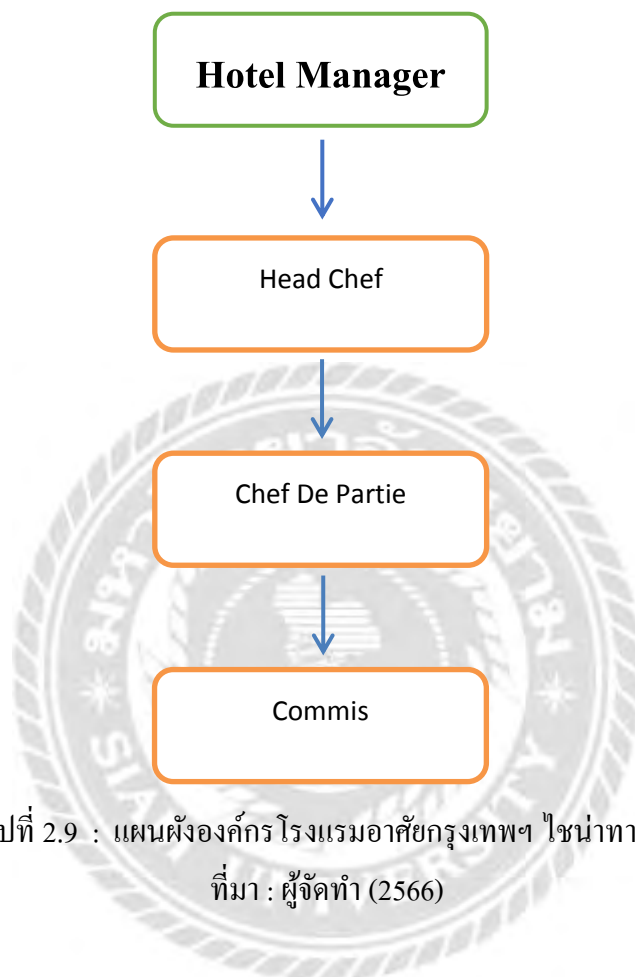 Hotel Manager
Head Chef
Chef De Partie
Commis
ปที่ 2.9 : แผนผังองค์กรโรงแรมอาศัยกรุงเทพฯ ไชน่าทา
ที่มา : ผู้จัดทำ (2566)
SIAM UNIVERSITY